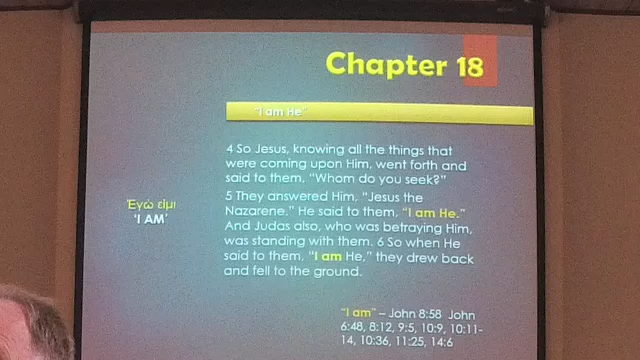 Chapter 18
"I am He"
4 So Jesus, knowing all the things that
were coming upon Him, went forth and
said to them, "Whom do you seek?"
5 They answered Him, "Jesus the
Nazarene." He said to them, "I am He."
And Judas also, who was betraying Him,
was standing with them. 6 So when He
said to them, "I am He," they drew back
and fell to the ground.
Ἐγώ εἰμι
'I AM'
"I am" – John 8:58 John
6:48, 8:12, 9:5, 10:9, 10:11-
14, 10:36, 11:25, 14:6